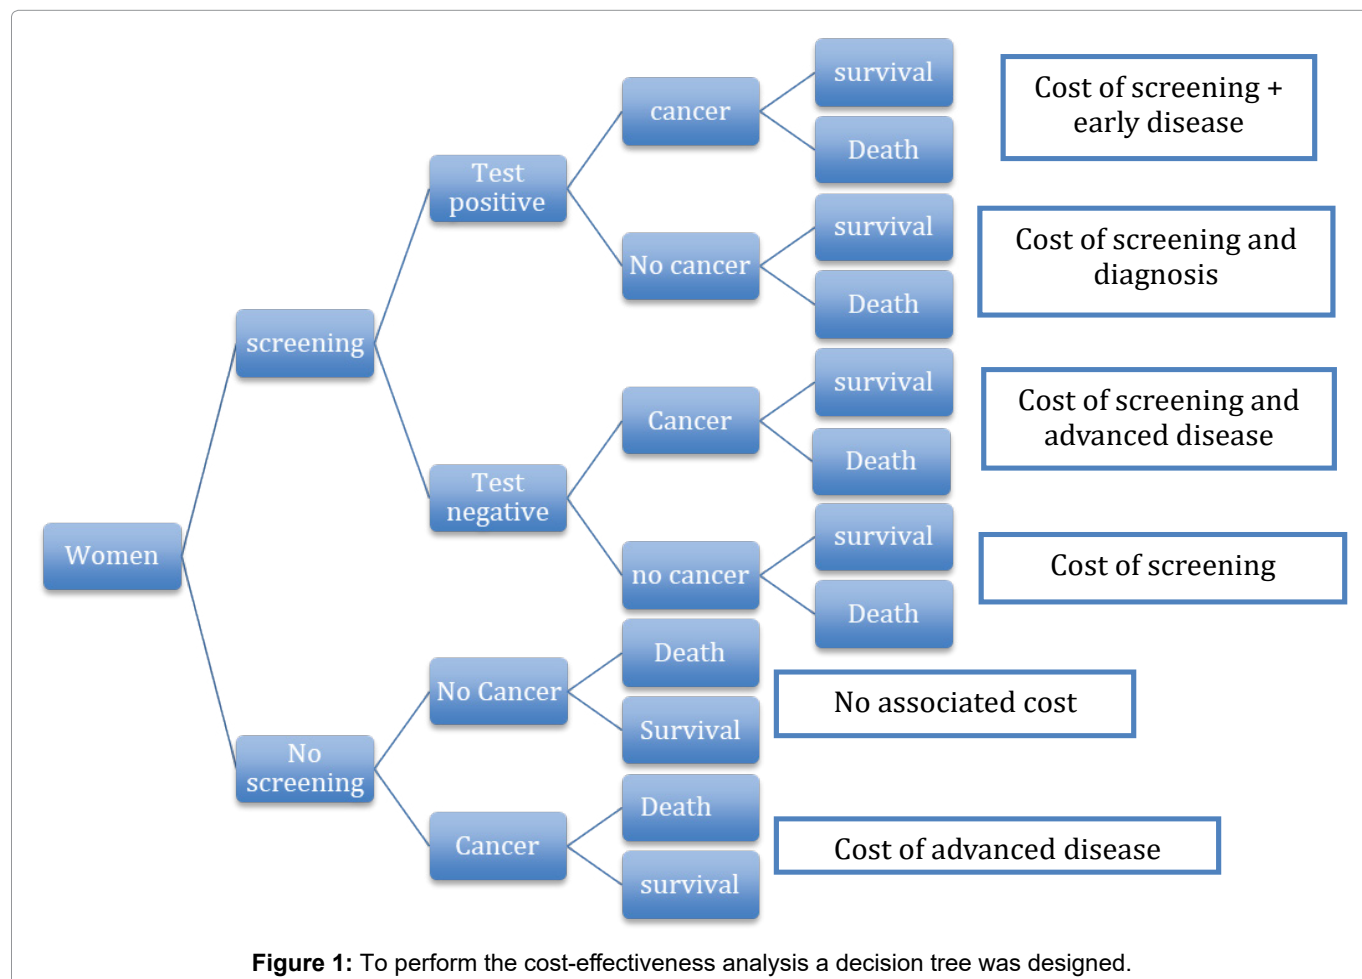 Women
screening
No
screening
Test
positive
Test
negative
No Cancer
Cancer
cancer
No cancer
Cancer
no cancer
Death
Survival
Death
survival
survival
Death
survival
Death
survival
Death
survival
Death
Cost of screening +
early disease
Cost of screening and
diagnosis
Cost of screening and
advanced disease
Cost of screening
No associated cost
Cost of advanced disease
Figure 1: To perform the cost-effectiveness analysis a decision tree was designed.